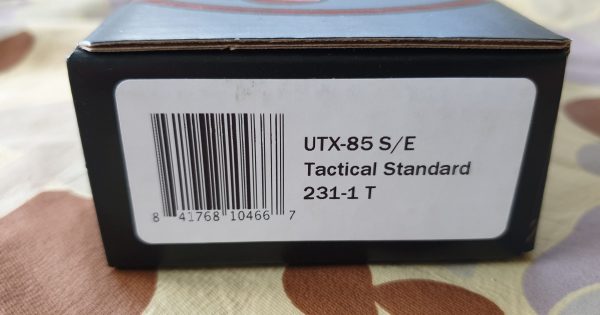 UTX-85 S/E
Tactical Standard
231-1 T
8 41768 10466 7